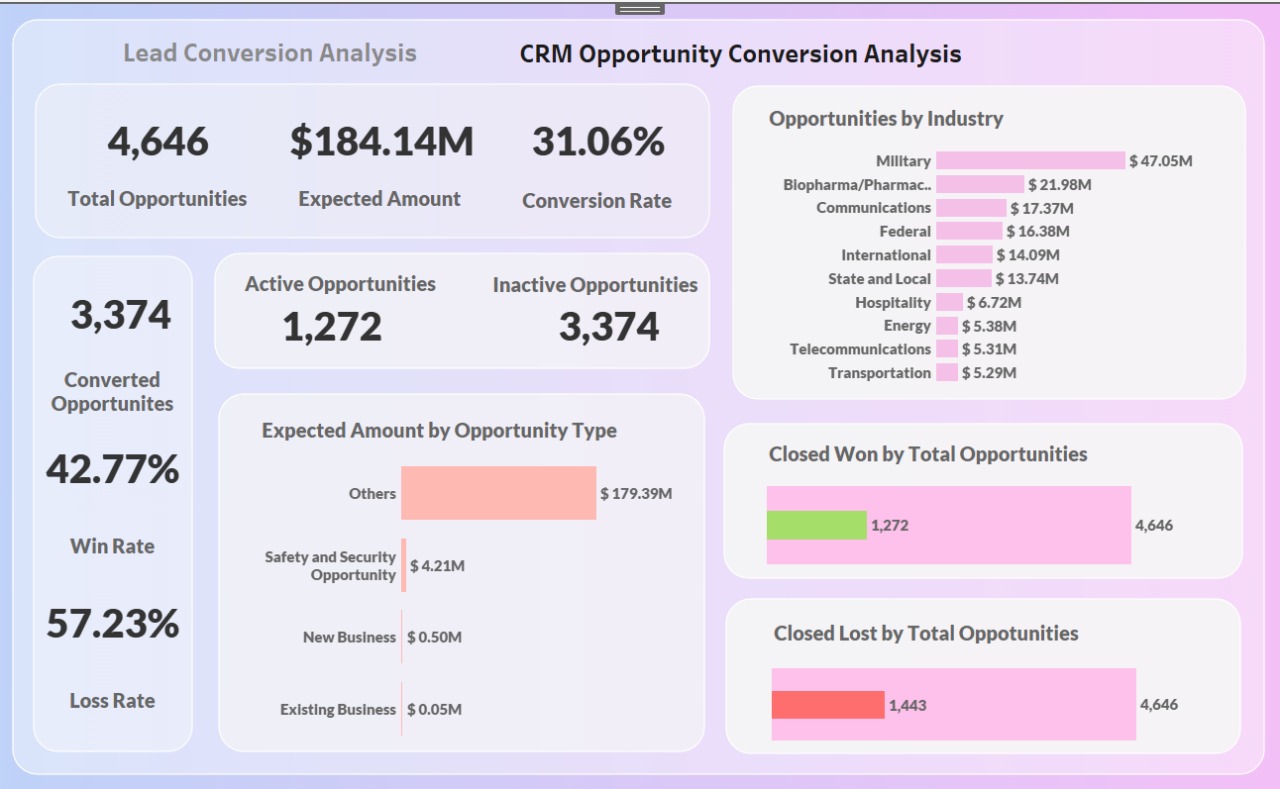 Lead Conversion Analysis
CRM Opportunity Conversion Analysis
4,646
$184.14M
31.06%
Total Opportunities
Expected Amount
Conversion Rate
3,374
Converted
Opportunites
42.77%
Win Rate
57.23%
Loss Rate
Active Opportunities
Inactive Opportunities
1,272
3,374
Expected Amount by Opportunity Type
Others $ 179.39M
Safety and Security
Opportunity $ 4.21M
New Business $ 0.50M
Existing Business $ 0.05M
Opportunities by Industry
Military $ 47.05M
Biopharma/Pharmac.. $ 21.98M
Communications $ 17.37M
Federal $ 16.38M
International $ 14.09M
State and Local $ 13.74M
Hospitality $ 6.72M
Energy $ 5.38M
Telecommunications $ 5.31M
Transportation $ 5.29M
Closed Won by Total Opportunities
1,272 4,646
Closed Lost by Total Oppotunities
1,443 4,646